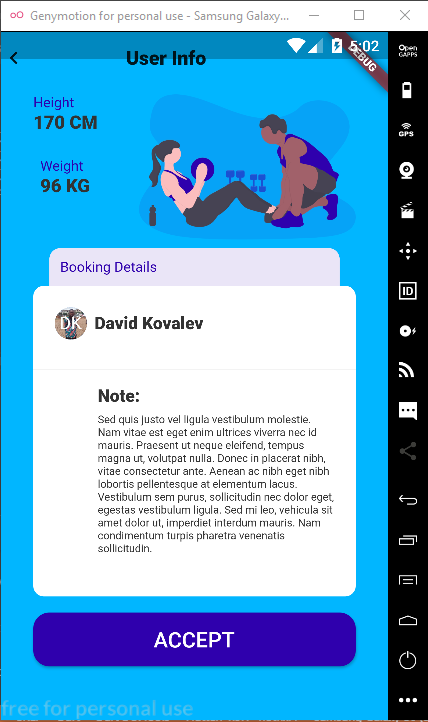 Genymotion for personal use - Samsung Galaxy...
5:02
DEBUG
User Info
Height
170 CM
Weight
96 KG
Booking Details
DK
David Kovalev
Note:
Sed quis justo vel ligula vestibulum molestie.
Nam vitae est eget enim ultrices viverra nec id
mauris. Praesent ut neque eleifend, tempus
magna ut, volutpat nulla. Donec in placerat nibh,
vitae consectetur ante. Aenean ac nibh eget nibh
lobortis pellentesque at elementum lacus.
Vestibulum sem purus, sollicitudin nec dolor eget,
egestas vestibulum ligula. Sed mi leo, vehicula sit
amet dolor ut, imperdiet interdum mauris. Nam
condimentum turpis pharetra venenatis
sollicitudin.
ACCEPT
free for personal use
Open
GAPPS
GPS
ID